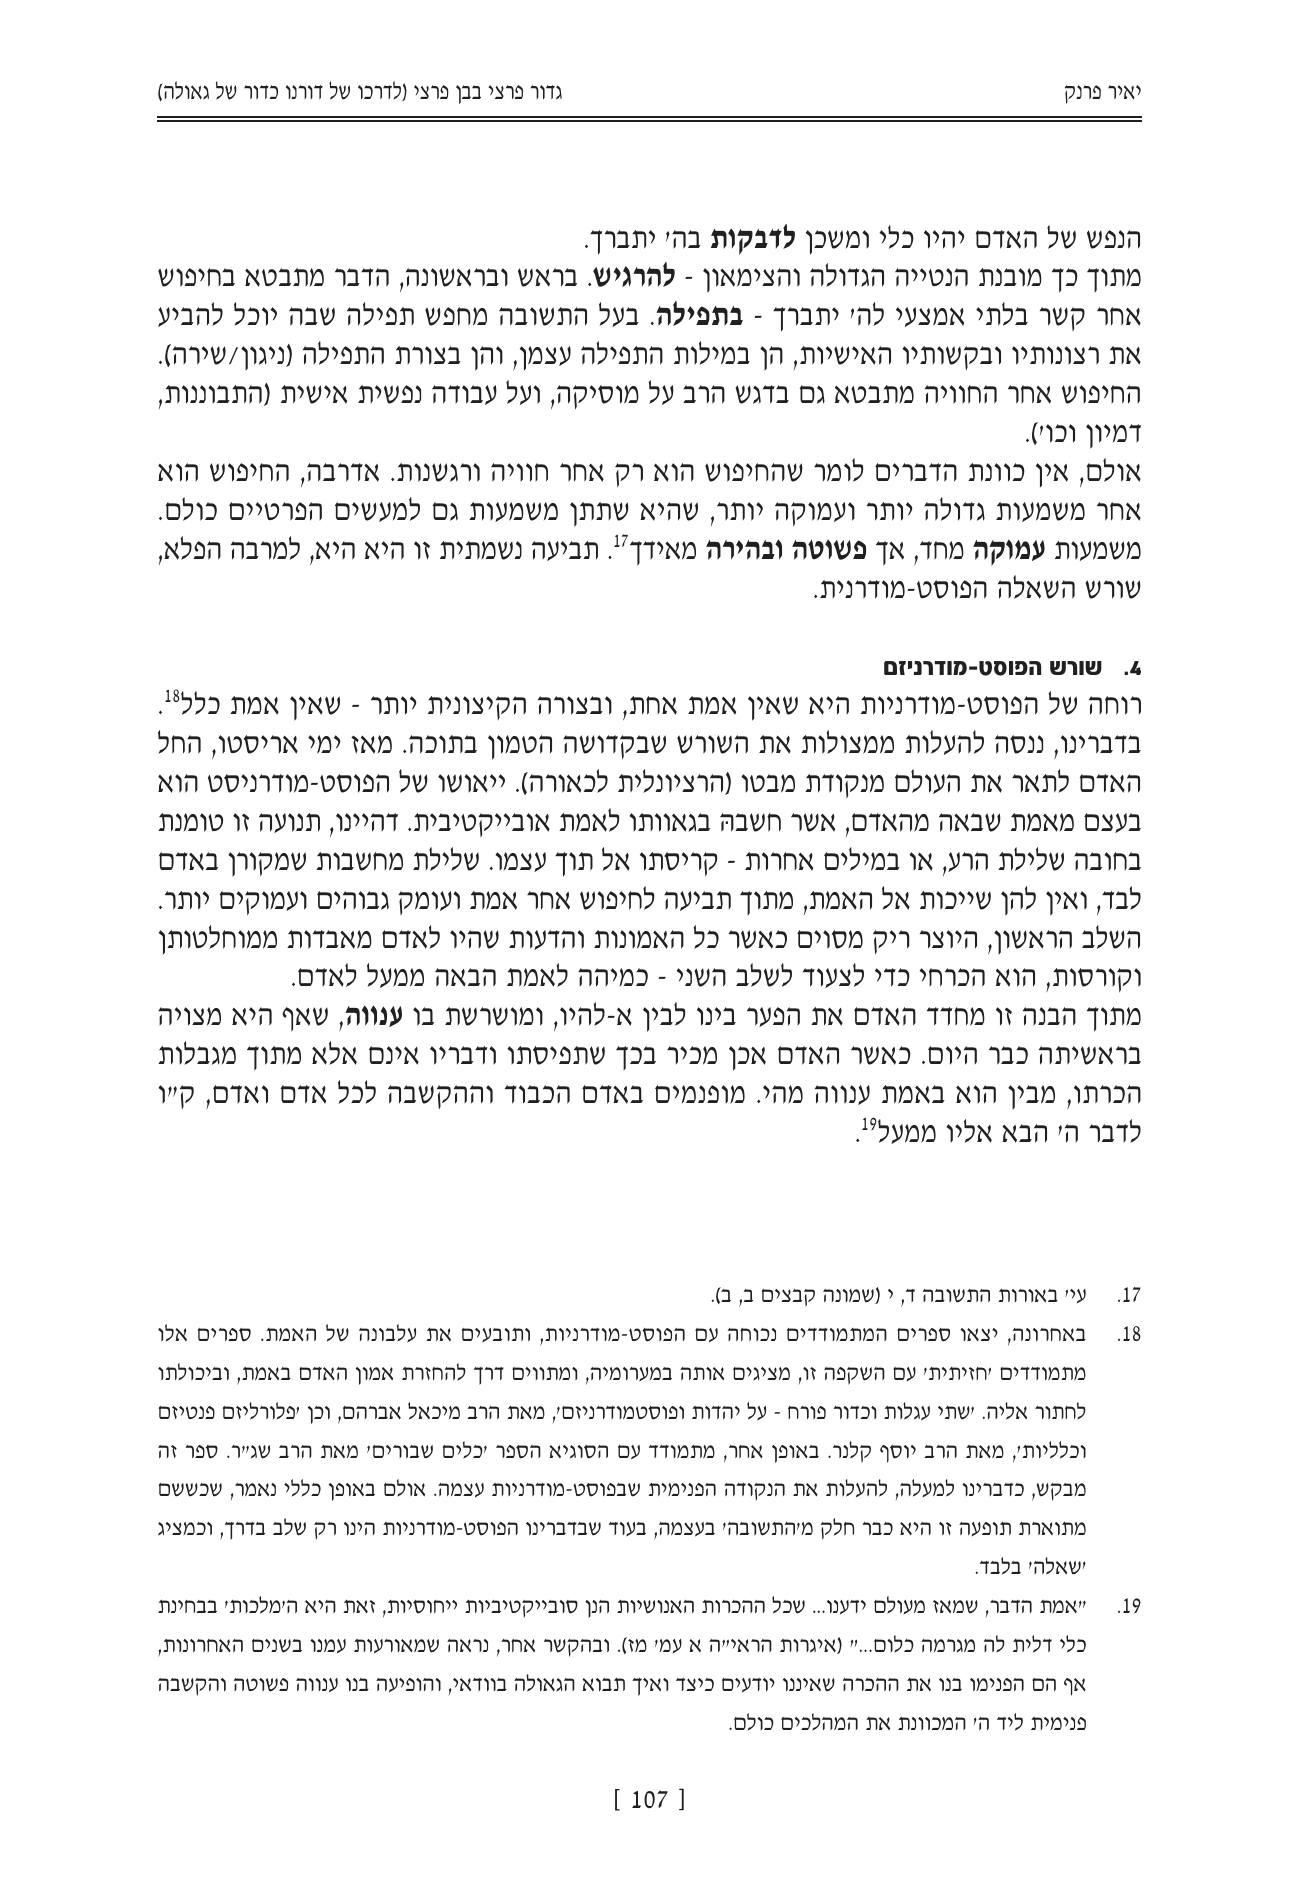 יאיר פרנק
גדור פרצי בבן פרצי (לדרכו של דורנו כדור של גאולה)
הנפש של האדם יהיו כלי ומשכן לדבקות בה׳ יתברך.
מתוך כך מובנת הנטייה הגדולה והצימאון - להרגיש. בראש ובראשונה, הדבר מתבטא בחיפוש
אחר קשר בלתי אמצעי לה׳ יתברך - בתפילה. בעל התשובה מחפש תפילה שבה יוכל להביע
את רצונותיו ובקשותיו האישיות, הן במילות התפילה עצמן, והן בצורת התפילה (ניגון/שירה).
החיפוש אחר החוויה מתבטא גם בדגש הרב על מוסיקה, ועל עבודה נפשית אישית (התבוננות,
דמיון וכו׳).
אולם, אין כוונת הדברים לומר שהחיפוש הוא רק אחר חוויה ורגשנות. אדרבה, החיפוש הוא
אחר משמעות גדולה יותר ועמוקה יותר, שהיא שתתן משמעות גם למעשים הפרטיים כולם.
משמעות עמוקה מחד, אך פשוטה ובהירה מאידך17. תביעה נשמתית זו היא היא, למרבה הפלא,
שורש השאלה הפוסט-מודרנית.
4. שורש הפוסט-מודרניזם
רוחה של הפוסט-מודרניות היא שאין אמת אחת, ובצורה הקיצונית יותר - שאין אמת כלל18.
בדברינו, ננסה להעלות ממצולות את השורש שבקדושה הטמון בתוכה. מאז ימי אריסטו, החל
האדם לתאר את העולם מנקודת מבטו (הרציונלית לכאורה). ייאושו של הפוסט-מודרניסט הוא
בעצם מאמת שבאה מהאדם, אשר חשבהּ בגאוותו לאמת אובייקטיבית. דהיינו, תנועה זו טומנת
בחובה שלילת הרע, או במילים אחרות - קריסתו אל תוך עצמו. שלילת מחשבות שמקורן באדם
לבד, ואין להן שייכות אל האמת, מתוך תביעה לחיפוש אחר אמת ועומק גבוהים ועמוקים יותר.
השלב הראשון, היוצר ריק מסוים כאשר כל האמונות והדעות שהיו לאדם מאבדות ממוחלטותן
וקורסות, הוא הכרחי כדי לצעוד לשלב השני - כמיהה לאמת הבאה ממעל לאדם.
מתוך הבנה זו מחדד האדם את הפער בינו לבין א-להיו, ומושרשת בו ענווה, שאף היא מצויה
בראשיתה כבר היום. כאשר האדם אכן מכיר בכך שתפיסתו ודבריו אינם אלא מתוך מגבלות
הכרתו, מבין הוא באמת ענווה מהי. מופנמים באדם הכבוד וההקשבה לכל אדם ואדם, ק״ו
לדבר ה׳ הבא אליו ממעל19.
17. עי׳ באורות התשובה ד, י (שמונה קבצים ב, ב).
18. באחרונה, יצאו ספרים המתמודדים נכוחה עם הפוסט-מודרניות, ותובעים את עלבונה של האמת. ספרים אלו
מתמודדים ׳חזיתית׳ עם השקפה זו, מציגים אותה במערומיה, ומתווים דרך להחזרת אמון האדם באמת, וביכולתו
לחתור אליה. ׳שתי עגלות וכדור פורח - על יהדות ופוסטמודרניזם׳, מאת הרב מיכאל אברהם, וכן ׳פלורליזם פנטיזם
וכלליות׳, מאת הרב יוסף קלנר. באופן אחר, מתמודד עם הסוגיא הספר ׳כלים שבורים׳ מאת הרב שג״ר. ספר זה
מבקש, כדברינו למעלה, להעלות את הנקודה הפנימית שבפוסט-מודרניות עצמה. אולם באופן כללי נאמר, שכששם
מתוארת תופעה זו היא כבר חלק מ׳התשובה׳ בעצמה, בעוד שבדברינו הפוסט-מודרניות הינו רק שלב בדרך, וכמציג
׳שאלה׳ בלבד.
19. ״אמת הדבר, שמאז מעולם ידענו... שכל ההכרות האנושיות הנן סובייקטיביות ייחוסיות, זאת היא ה׳מלכות׳ בבחינת
כלי דלית לה מגרמה כלום...״ (איגרות הראי״ה א עמ׳ מז). ובהקשר אחר, נראה שמאורעות עמנו בשנים האחרונות,
אף הם הפנימו בנו את ההכרה שאיננו יודעים כיצד ואיך תבוא הגאולה בוודאי, והופיעה בנו ענווה פשוטה והקשבה
פנימית ליד ה׳ המכוונת את המהלכים כולם.
[ 107 ]